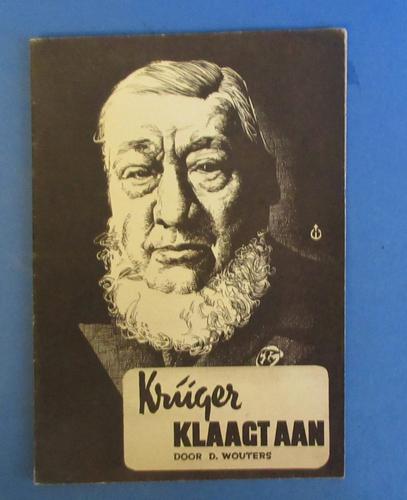 Krüger
KLAAGT AAN
DOOR D. WOUTERS